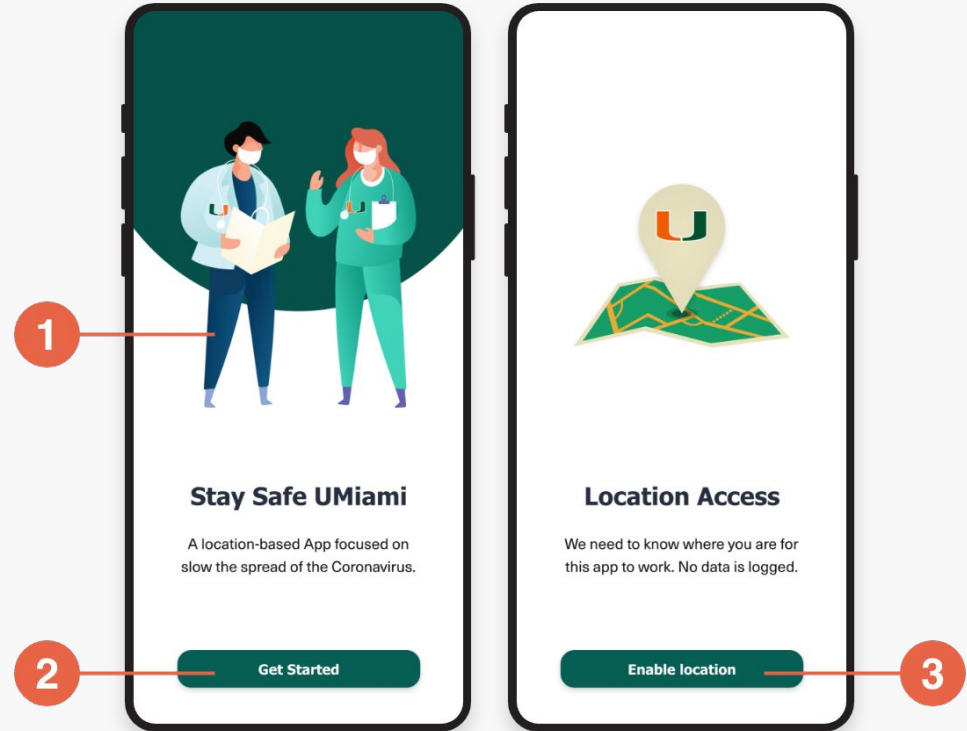 1
Stay Safe UMiami
A location-based App focused on
slow the spread of the Coronavirus.
2
Get Started
U
Location Access
We need to know where you are for
this app to work. No data is logged.
Enable location
3